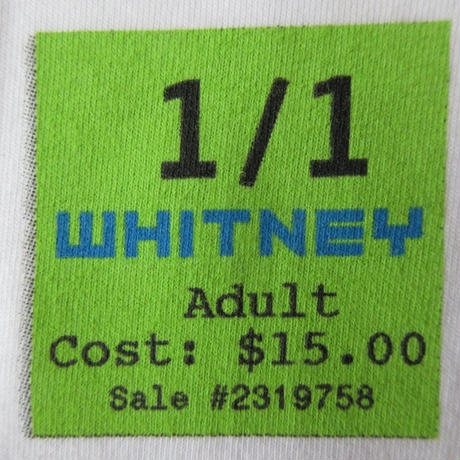 1/1
WHITNEY
Adult
Cost: $15.00
Sale #2319758